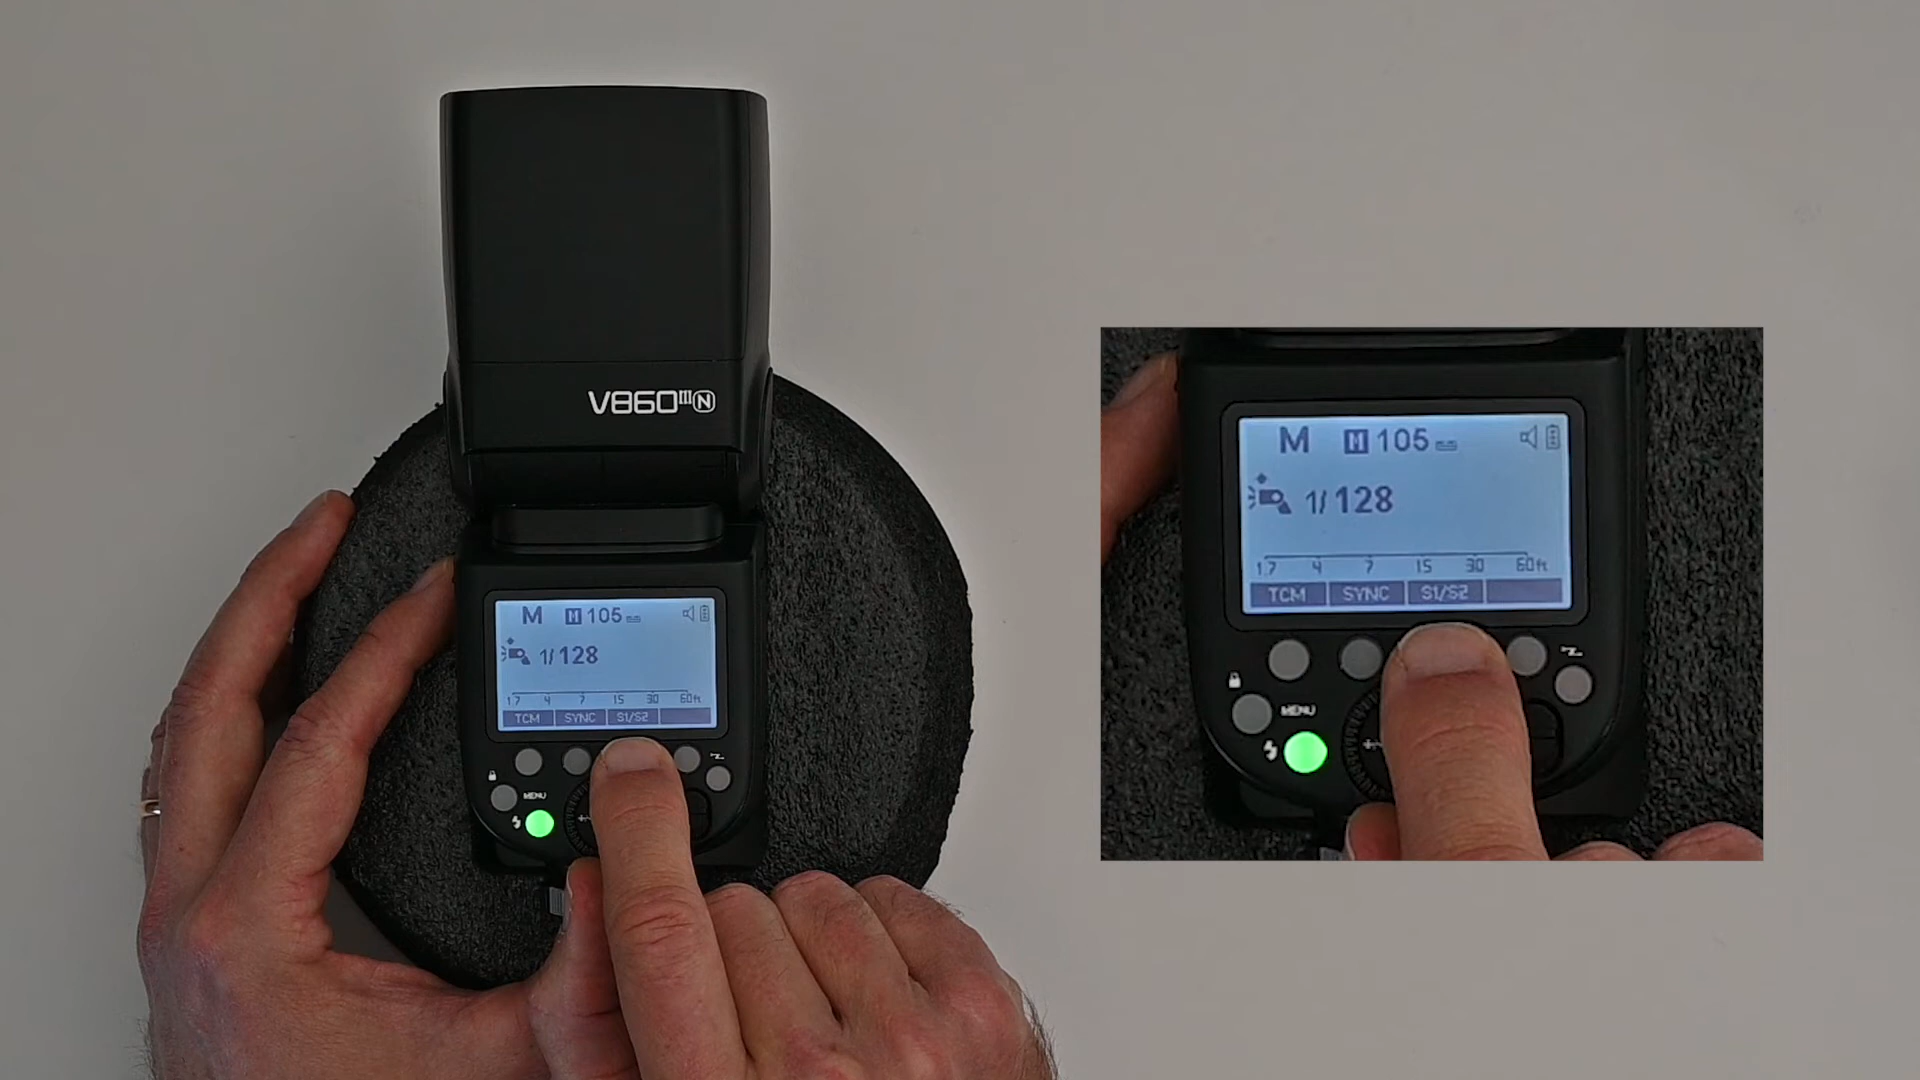 V860III N
M M 105 mm
1/128
1.7 4 7 15 30 60ft
TCM SYNC S1/S2
MENU
M M 105 mm
1/128
1.7 4 7 15 30 60ft
TCM SYNC S1/S2
MENU